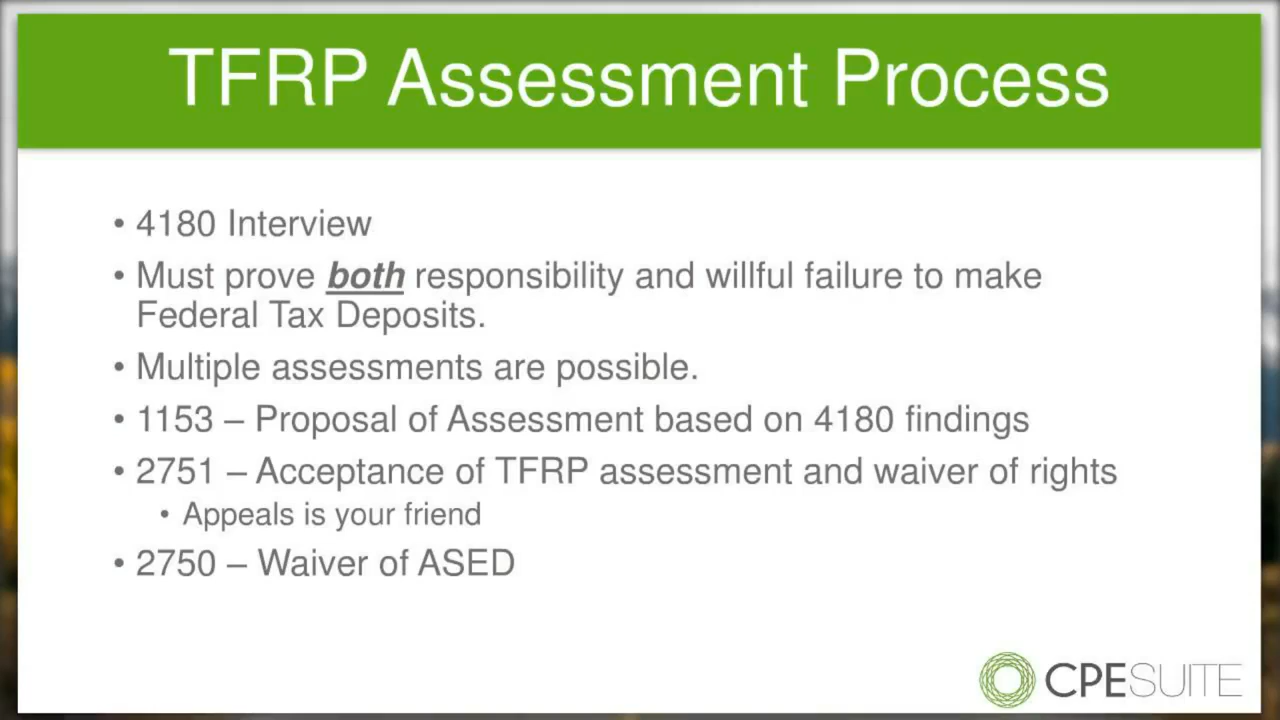 TFRP Assessment Process
• 4180 Interview
• Must prove both responsibility and willful failure to make
Federal Tax Deposits.
• Multiple assessments are possible.
• 1153 – Proposal of Assessment based on 4180 findings
• 2751 – Acceptance of TFRP assessment and waiver of rights
• Appeals is your friend
• 2750 – Waiver of ASED
CPESUITE